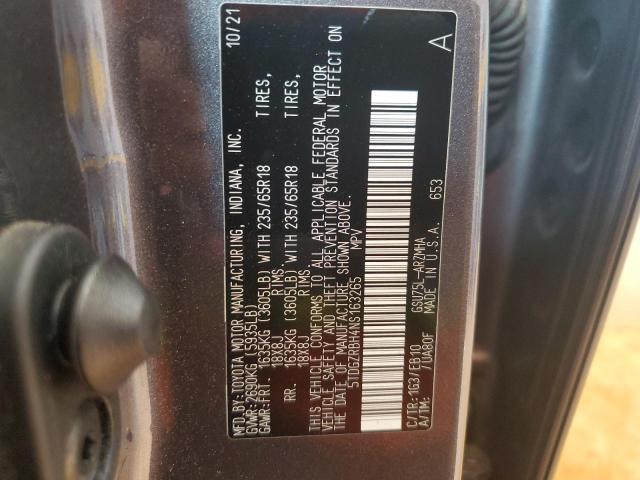 MFD.BY: TOYOTA MOTOR MANUFACTURING, INDIANA, INC. 10/21
GVWR: 2690KG (5935LB)
GAWR: FRT. 1635KG (3605LB) WITH 235/65R18 TIRES,
18X8J RIMS
RR. 1635KG (3605LB) WITH 235/65R18 TIRES,
18X8J RIMS
THIS VEHICLE CONFORMS TO ALL APPLICABLE FEDERAL MOTOR
VEHICLE SAFETY AND THEFT PREVENTION STANDARDS IN EFFECT ON
THE DATE OF MANUFACTURE SHOWN ABOVE.
5TDGZRBH4NS163265 MPV
A
C/TR: 1G3/EB10 GSU75L-ARZMHA
A/TM: /UA80F MADE IN U.S.A. 653